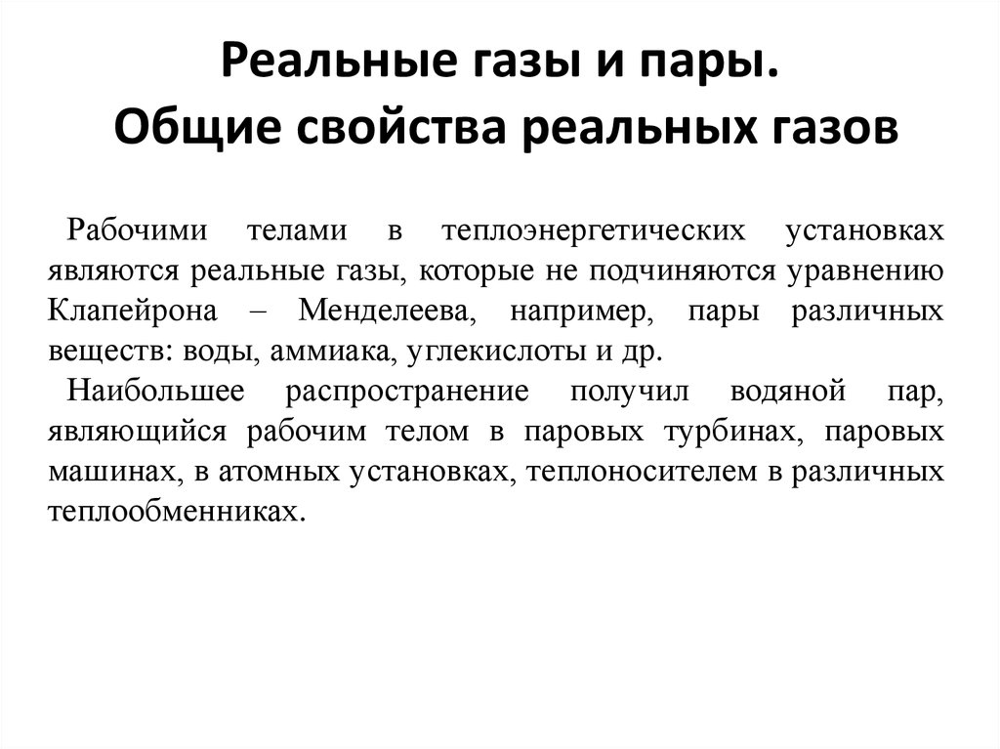 Реальные газы и пары.
Общие свойства реальных газов
Рабочими телами в теплоэнергетических установках
являются реальные газы, которые не подчиняются уравнению
Клапейрона – Менделеева, например, пары различных
веществ: воды, аммиака, углекислоты и др.
Наибольшее распространение получил водяной пар,
являющийся рабочим телом в паровых турбинах, паровых
машинах, в атомных установках, теплоносителем в различных
теплообменниках.